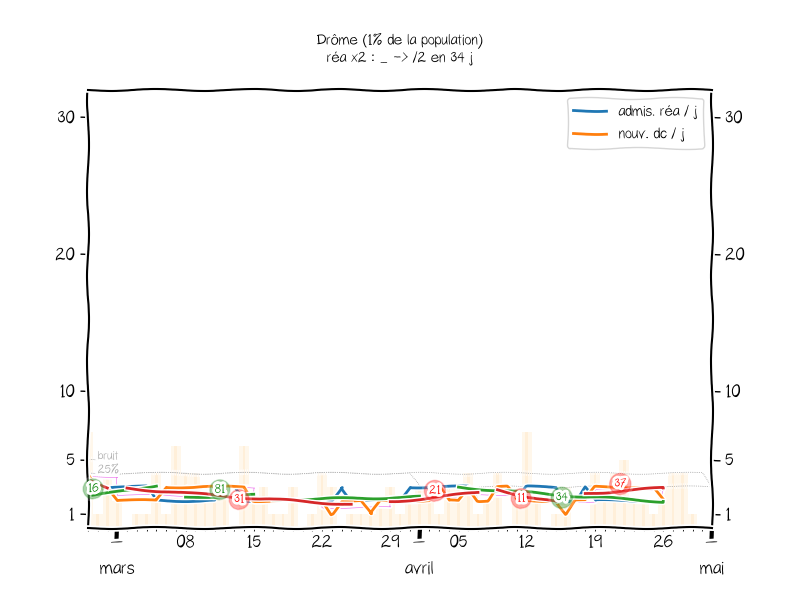 Drôme (1% de la population)
réa x2 : _ -> /2 en 34 j
admis. réa / j
nouv. dc / j
30 30
20 20
10 10
5 5
1 1
bruit
25%
16 81 31 21 11 34 37
08 15 22 29 05 12 19 26
mars avril mai